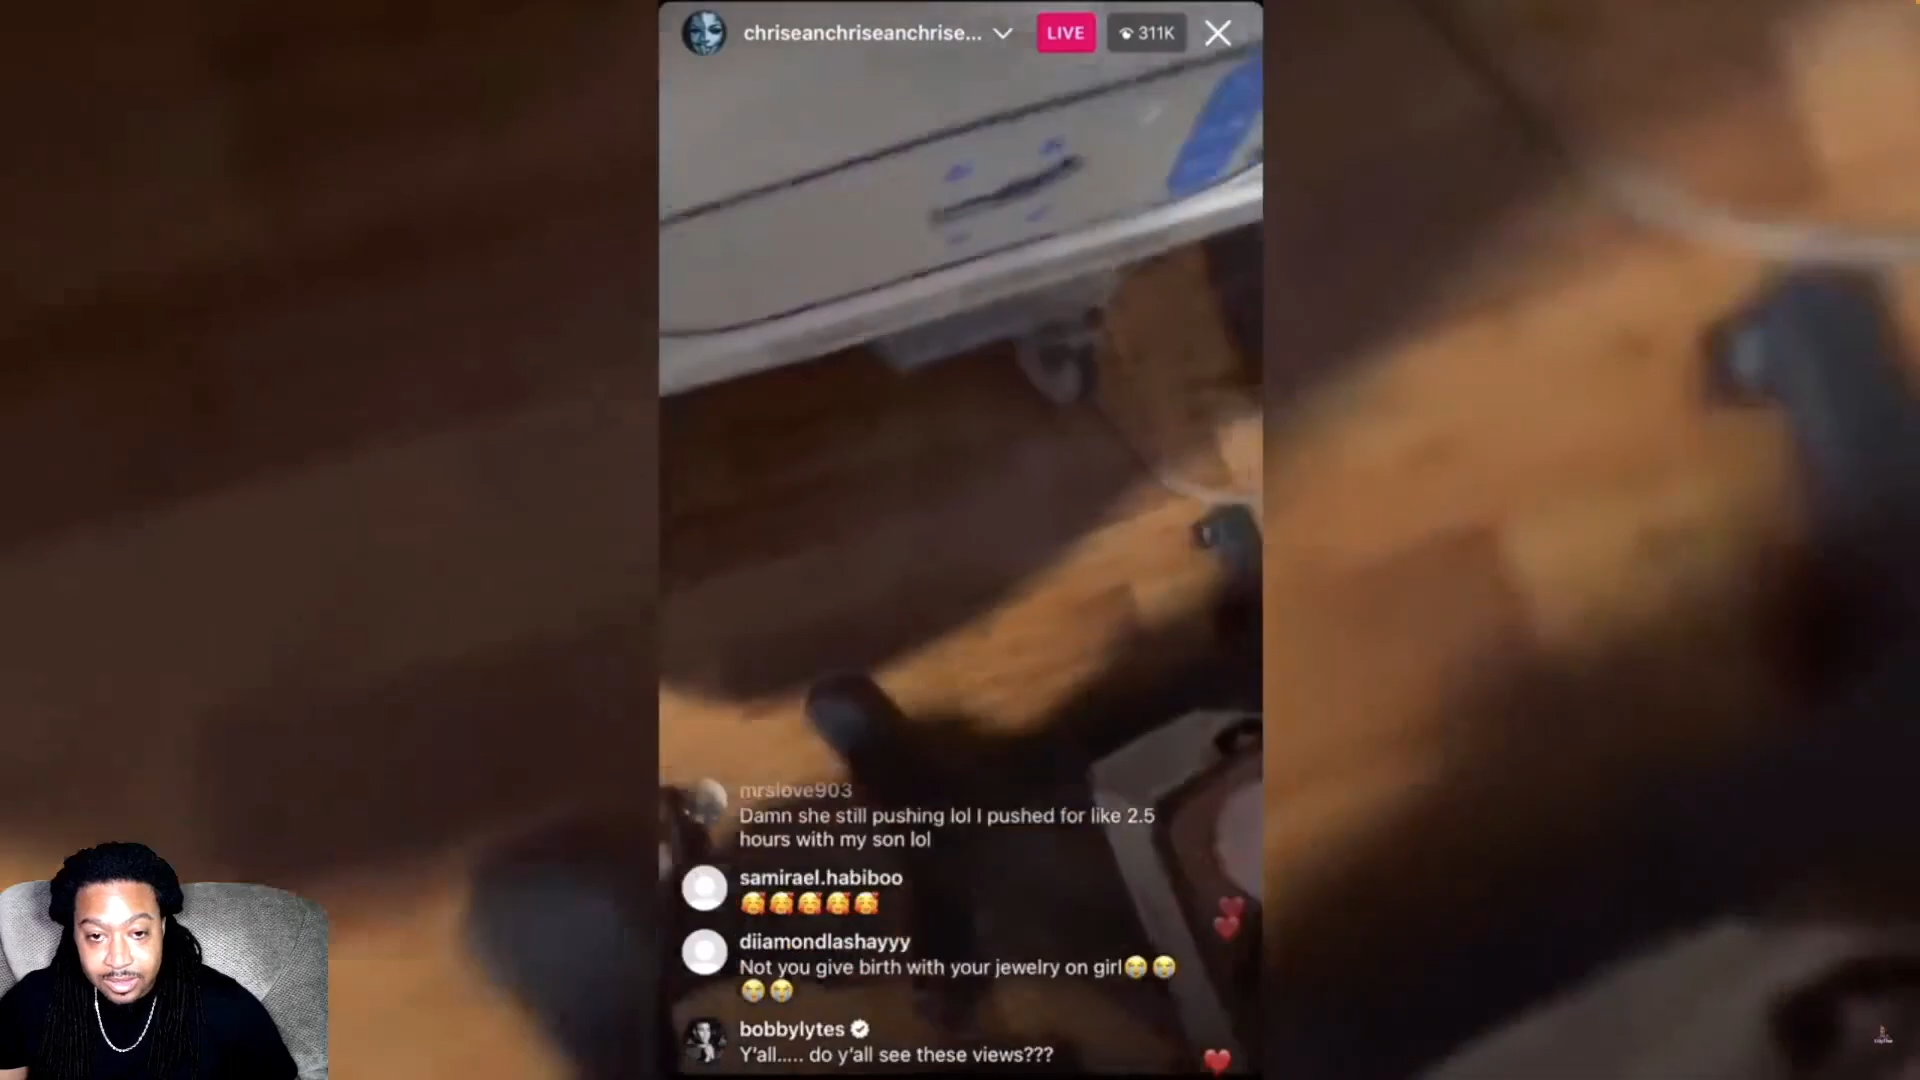 chriseanchriseanchrise...
LIVE
311K
mrslove903
Damn she still pushing lol I pushed for like 2.5
hours with my son lol
samirael.habiboo
🥰🥰🥰🥰🥰
diiamondlashayyy
Not you give birth with your jewelry on girl😭😭
😭😭
bobbylytes
Y'all..... do y'all see these views???